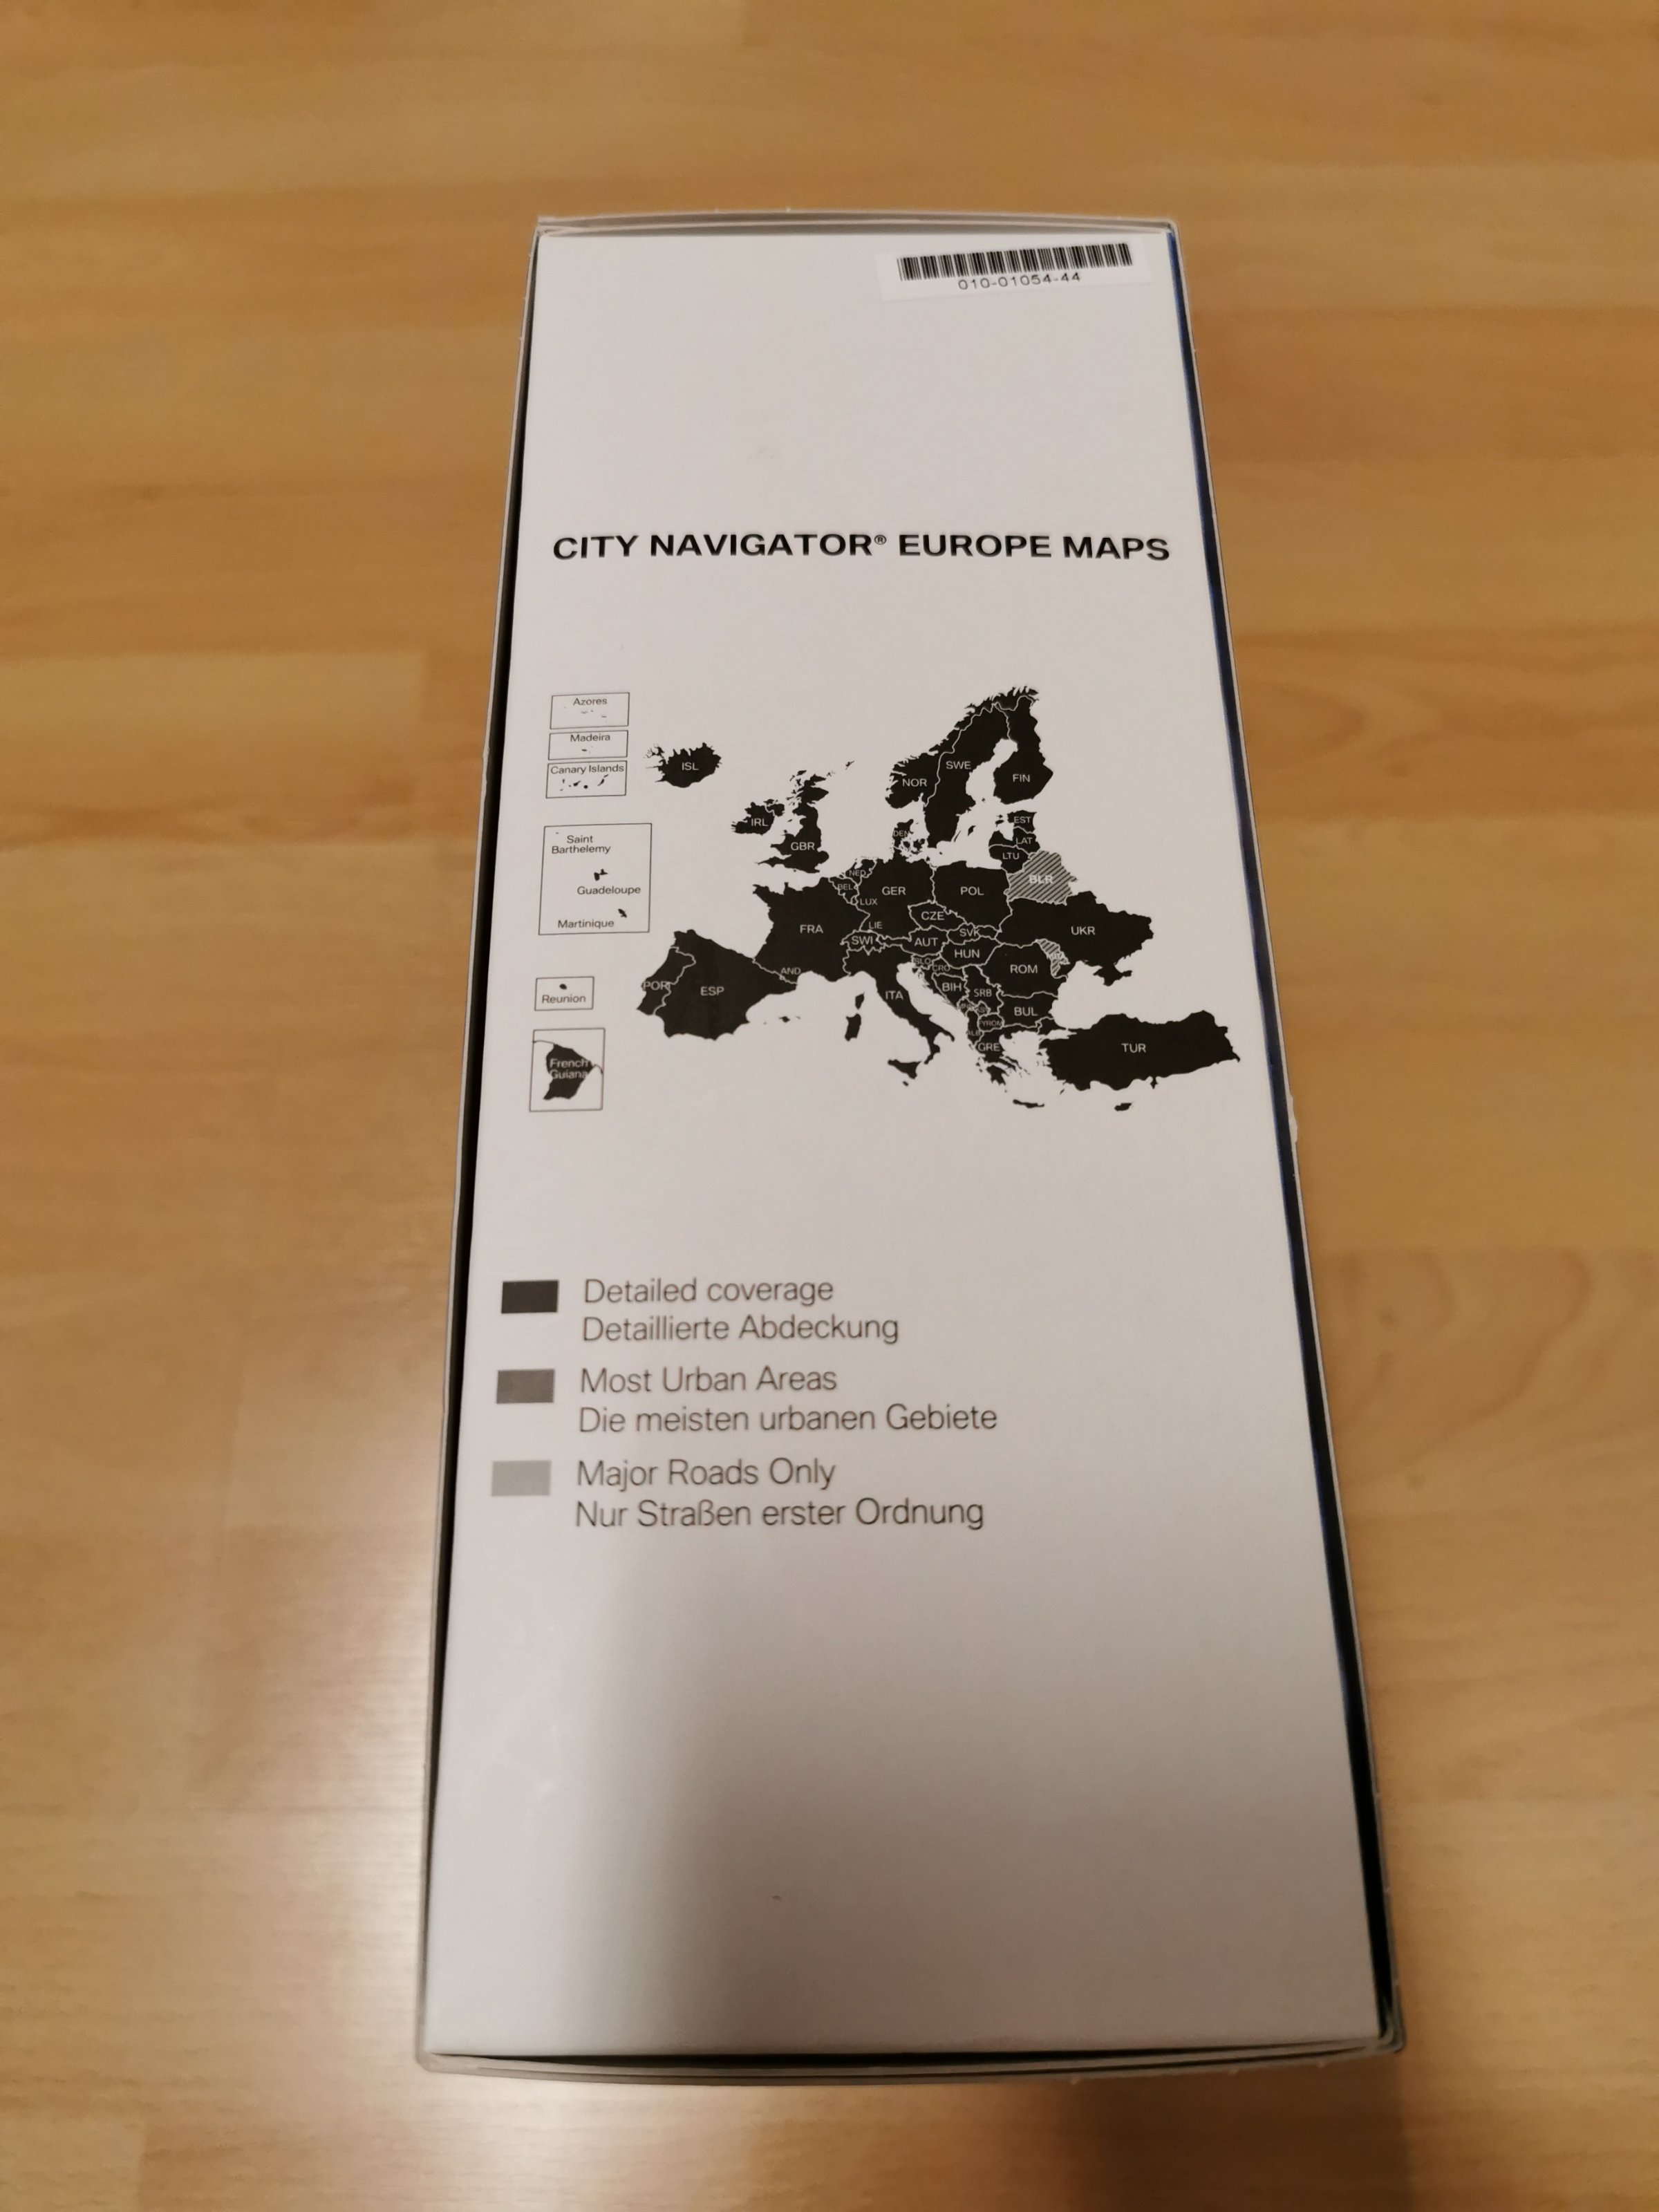 010-01054-44
CITY NAVIGATOR® EUROPE MAPS
Azores
Madeira
Canary Islands
Saint
Barthelemy
Guadeloupe
Martinique
Reunion
French
Guiana
ISL
NOR
SWE
FIN
IRL
GBR
DEN
EST
LAT
LTU
BLR
NED
BEL
LUX
GER
POL
FRA
LIE
SWI
CZE
SVK
AUT
HUN
UKR
ROM
AND
POR
ESP
ITA
SLO
CRO
BIH
SRB
BUL
FYROM
GRE
TUR
Detailed coverage
Detaillierte Abdeckung
Most Urban Areas
Die meisten urbanen Gebiete
Major Roads Only
Nur Straßen erster Ordnung